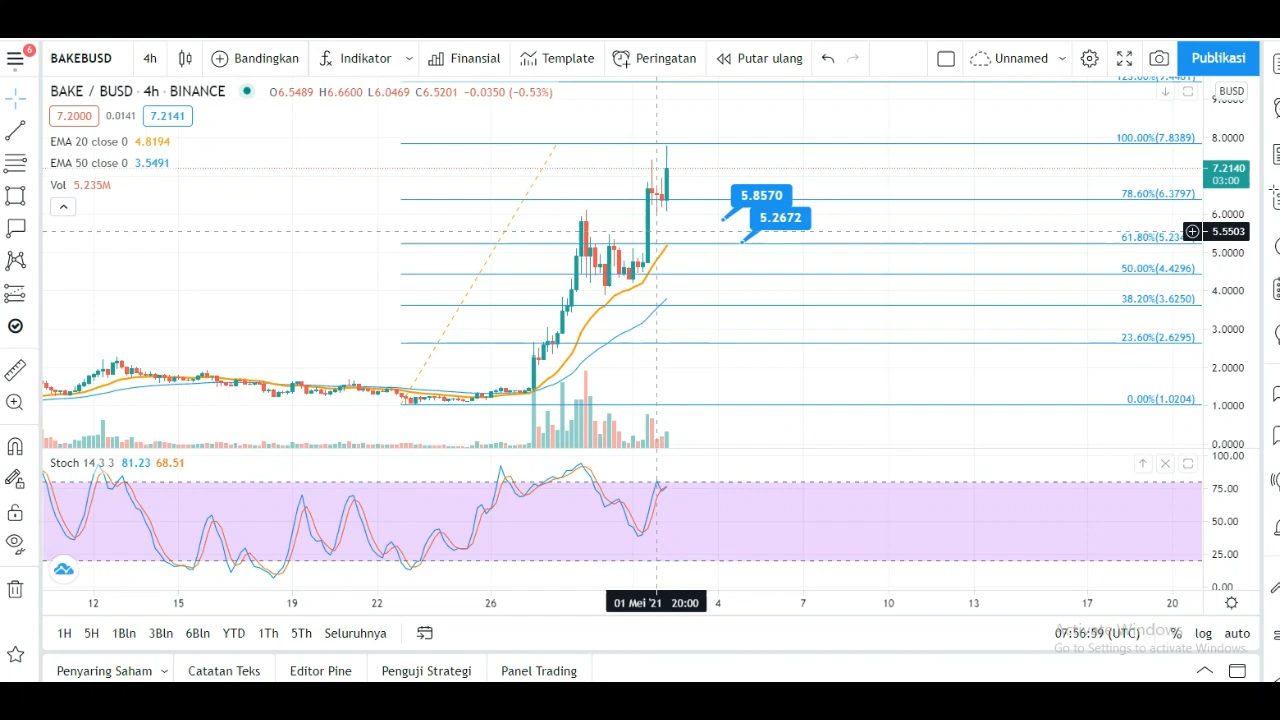 6
BAKEBUSD 4h Bandingkan Indikator Finansial Template Peringatan Putar ulang Unnamed Publikasi
BAKE / BUSD · 4h · BINANCE O6.5489 H6.6600 L6.0469 C6.5201 −0.0350 (−0.53%)
BUSD
7.2000 0.0141 7.2141
EMA 20 close 0 4.8194
EMA 50 close 0 3.5491
Vol 5.235M
100.00%(7.8389)
78.60%(6.3797)
50.00%(4.4296)
38.20%(3.6250)
23.60%(2.6295)
0.00%(1.0204)
5.8570
5.2672
8.0000
7.2140
03:00
6.0000
5.5503
5.0000
4.0000
3.0000
2.0000
1.0000
0.0000
Stoch 14 3 3 81.23 68.51
100.00
75.00
50.00
25.00
0.00
12 15 19 22 26 01 Mei '21 20:00 4 7 10 13 17 20
1H 5H 1Bln 3Bln 6Bln YTD 1Th 5Th Seluruhnya 07:56:59 (UTC) % log auto
Activate Windows
Go to Settings to activate Windows.
Penyaring Saham Catatan Teks Editor Pine Penguji Strategi Panel Trading